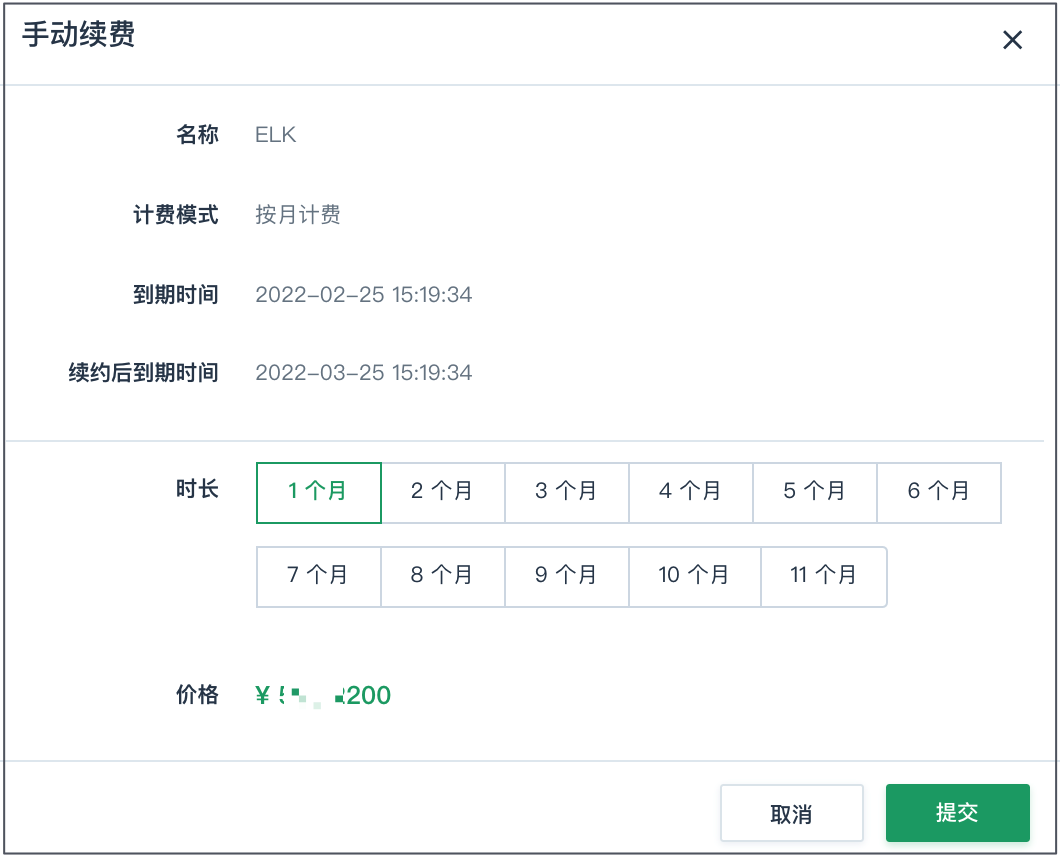 手动续费
名称 ELK
计费模式 按月计费
到期时间 2022-02-25 15:19:34
续约后到期时间 2022-03-25 15:19:34
时长 1 个月 2 个月 3 个月 4 个月 5 个月 6 个月
7 个月 8 个月 9 个月 10 个月 11 个月
价格 ¥ 200
取消 提交